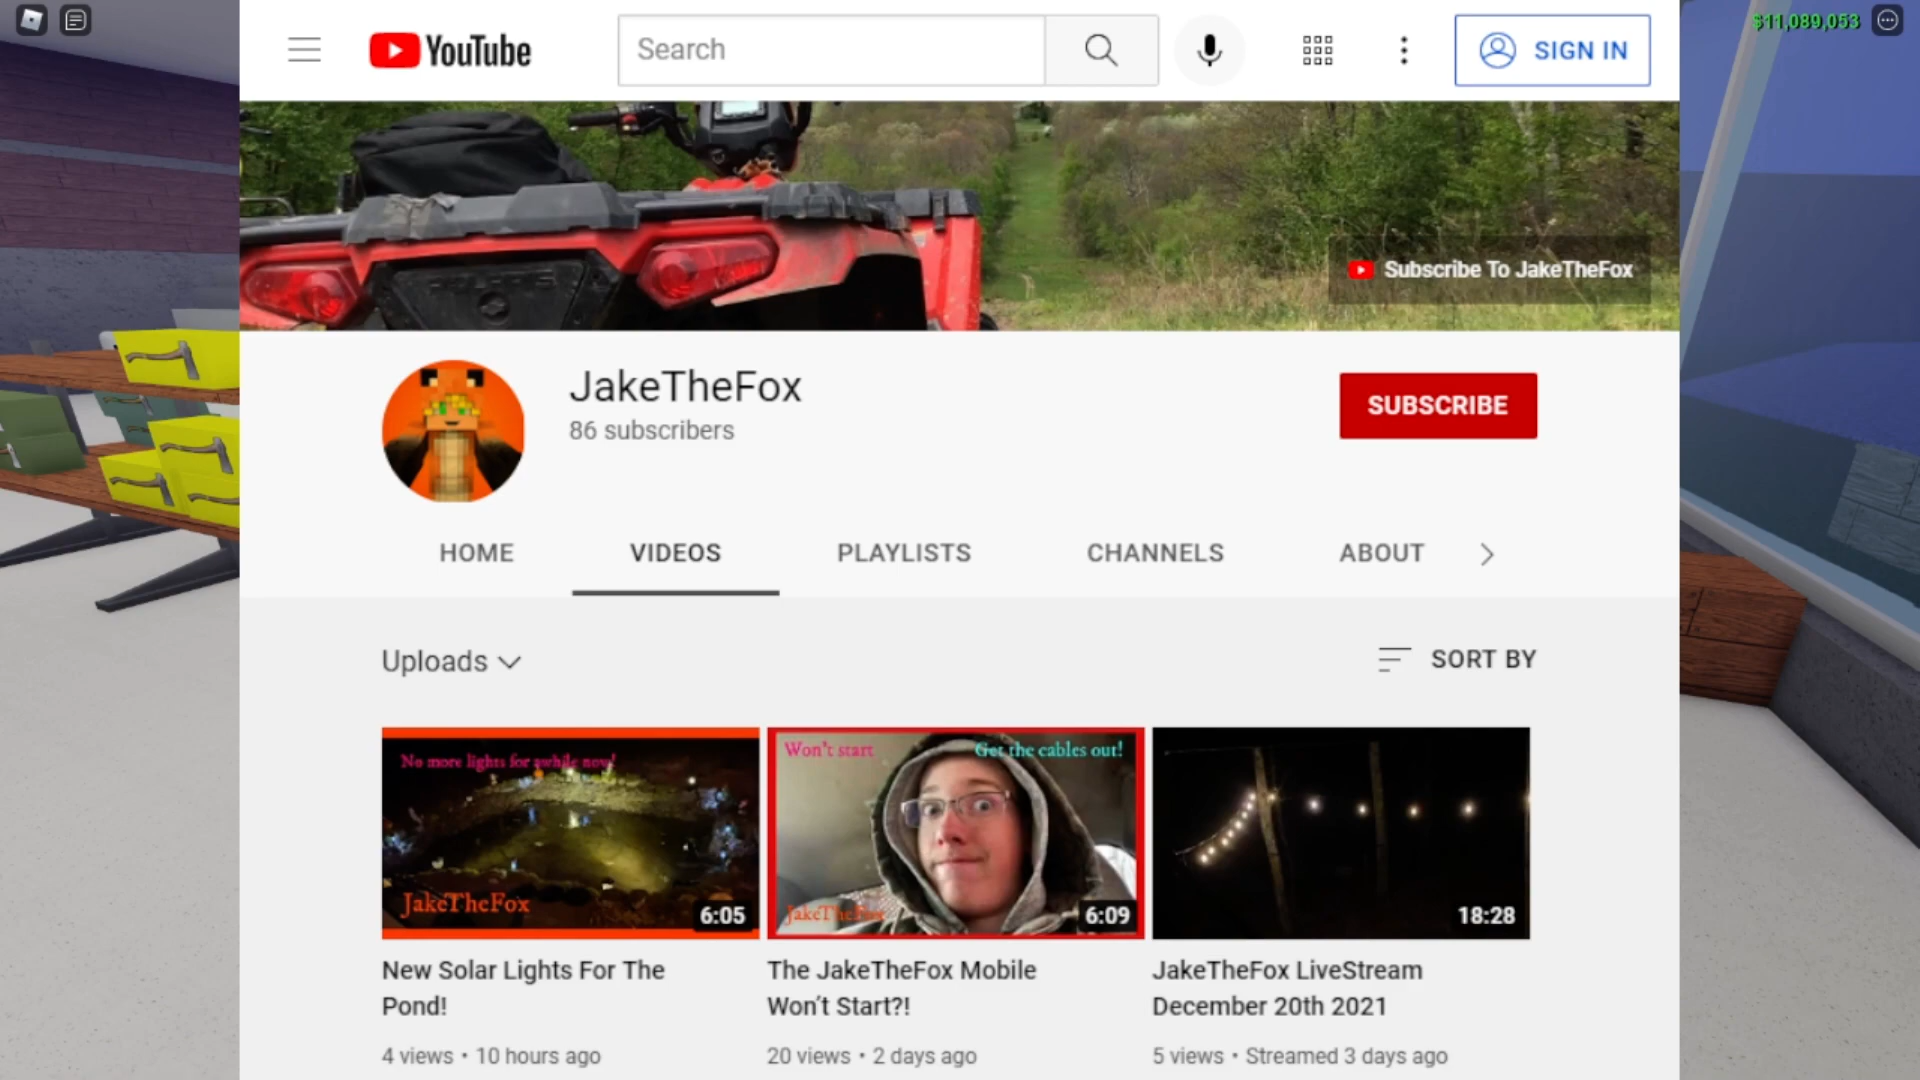 $11,089,053
YouTube
Search
SIGN IN
POLARIS
Subscribe To JakeTheFox
JakeTheFox
86 subscribers
SUBSCRIBE
HOME
VIDEOS
PLAYLISTS
CHANNELS
ABOUT
Uploads
SORT BY
No more lights for awhile now!
JakeTheFox
6:05
Won't start
Get the cables out!
JakeTheFox
6:09
18:28
New Solar Lights For The
Pond!
4 views • 10 hours ago
The JakeTheFox Mobile
Won't Start?!
20 views • 2 days ago
JakeTheFox LiveStream
December 20th 2021
5 views • Streamed 3 days ago